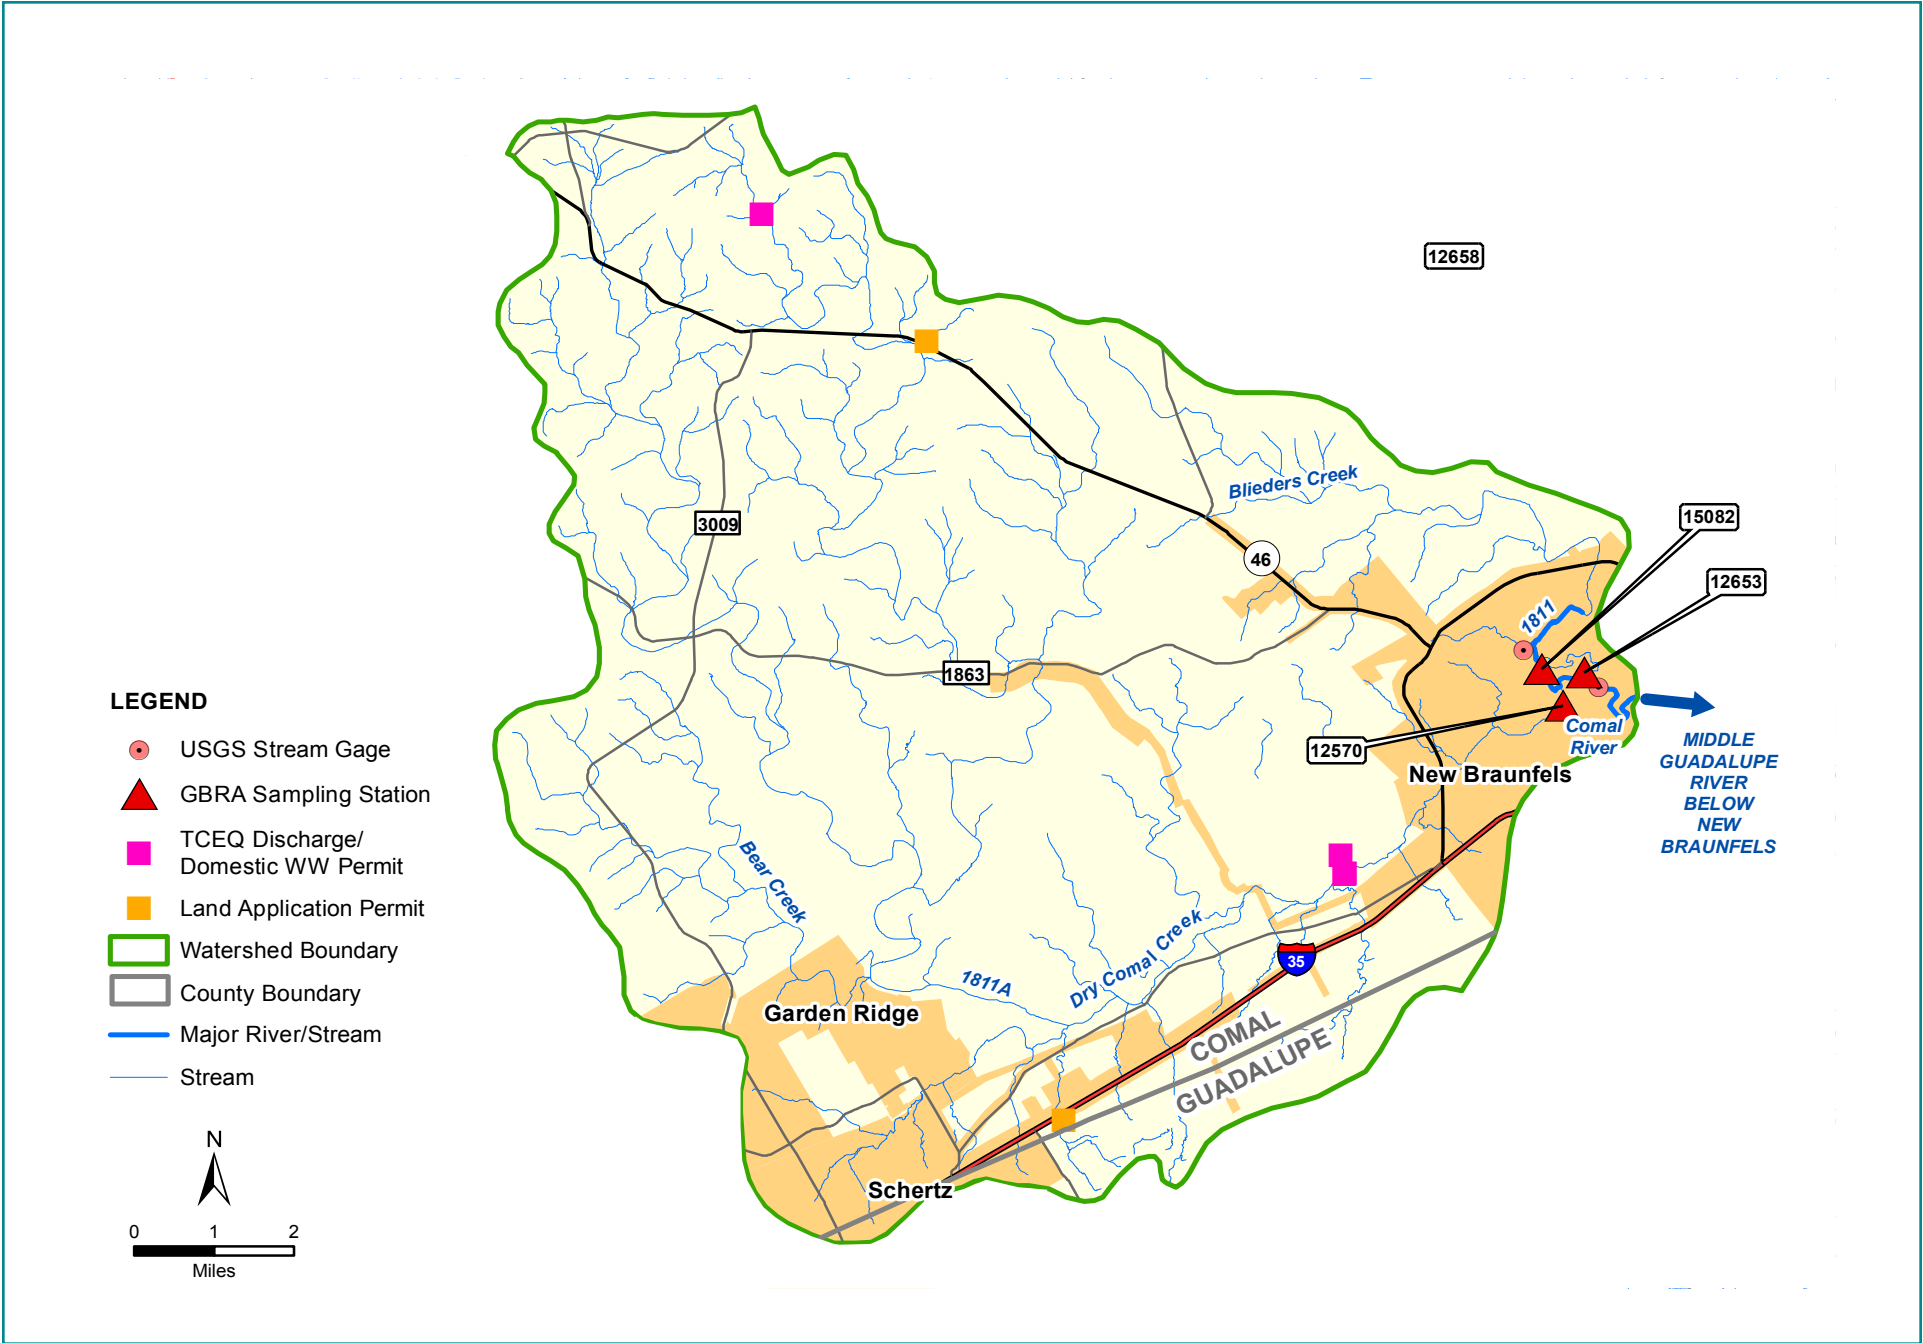 12658
15082
Blieders Creek
3009
46
12653
1811
1863
Comal
River
12570
MIDDLE
GUADALUPE
RIVER
BELOW
NEW
BRAUNFELS
New Braunfels
Bear Creek
Dry Comal Creek
35
1811A
Garden Ridge
COMAL
GUADALUPE
Schertz
LEGEND
USGS Stream Gage
GBRA Sampling Station
TCEQ Discharge/
Domestic WW Permit
Land Application Permit
Watershed Boundary
County Boundary
Major River/Stream
Stream
N
0 1 2
Miles